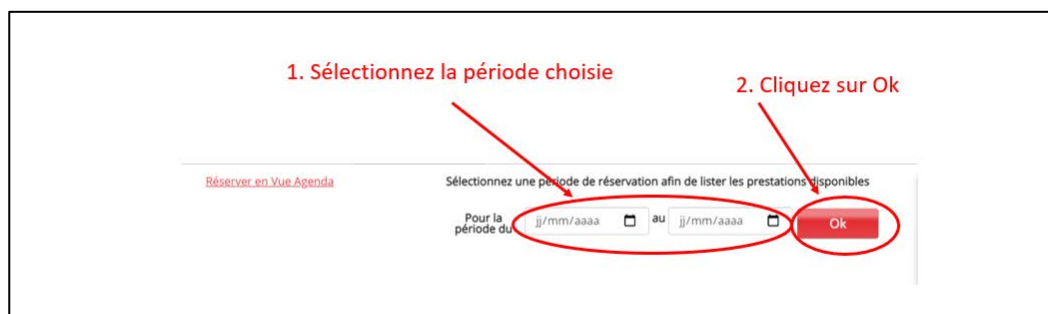 1. Sélectionnez la période choisie
2. Cliquez sur Ok
Réserver en Vue Agenda
Sélectionnez une période de réservation afin de lister les prestations disponibles
Pour la
période du
jj/mm/aaaa
au
jj/mm/aaaa
Ok